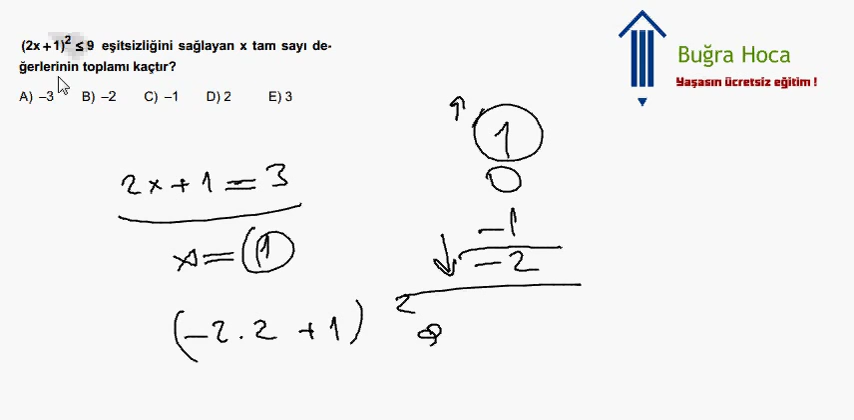 (2x+1)² ≤ 9 eşitsizliğini sağlayan x tam sayı de-
ğerlerinin toplamı kaçtır?
A) –3 B) –2 C) –1 D) 2 E) 3
Buğra Hoca
Yaşasın ücretsiz eğitim !
2x+1=3
x=1
(-2.2+1)²
1
0
-1
-2